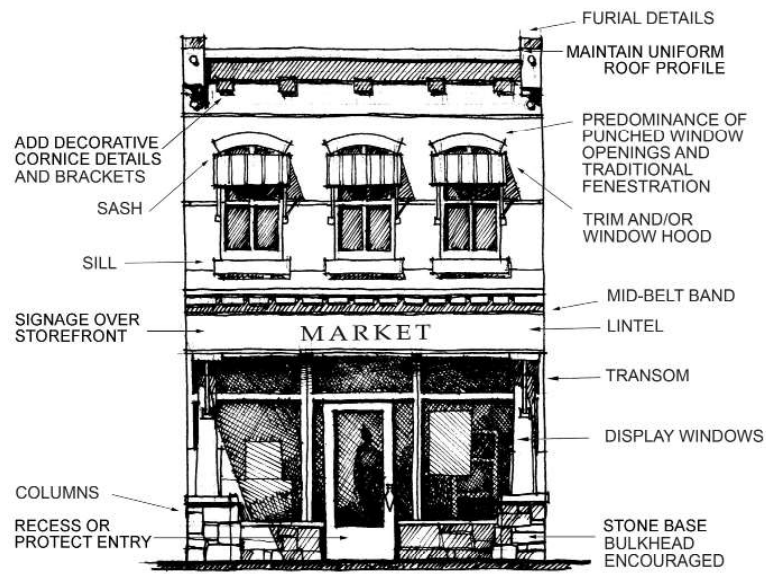 FURIAL DETAILS
MAINTAIN UNIFORM
ROOF PROFILE
ADD DECORATIVE
CORNICE DETAILS
AND BRACKETS
PREDOMINANCE OF
PUNCHED WINDOW
OPENINGS AND
TRADITIONAL
FENESTRATION
SASH
TRIM AND/OR
WINDOW HOOD
SILL
MID-BELT BAND
SIGNAGE OVER
STOREFRONT
MARKET
LINTEL
TRANSOM
DISPLAY WINDOWS
COLUMNS
RECESS OR
PROTECT ENTRY
STONE BASE
BULKHEAD
ENCOURAGED